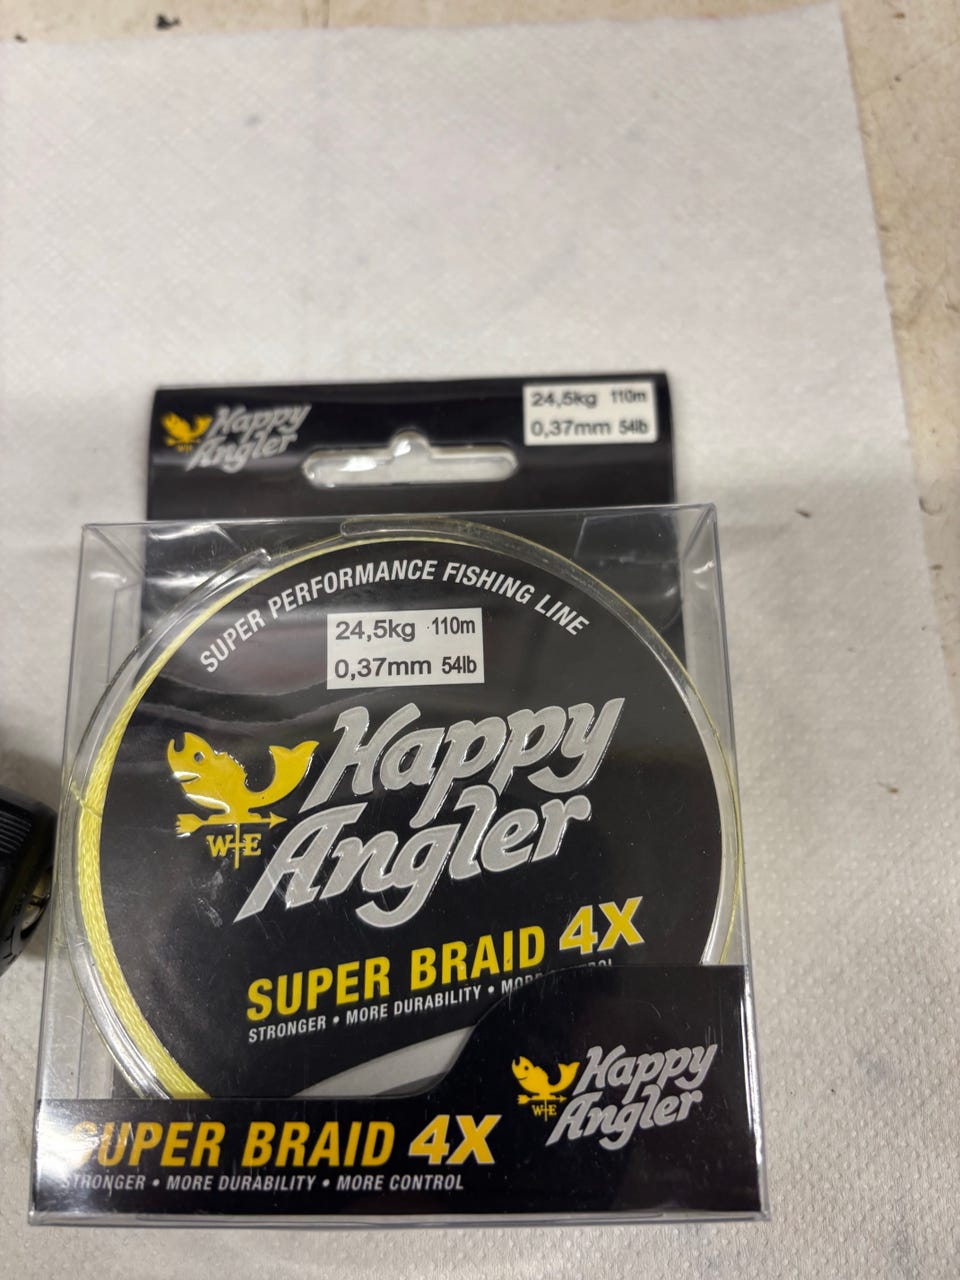 Happy
Angler
24,5kg 110m
0,37mm 54lb
SUPER PERFORMANCE FISHING LINE
24,5kg 110m
0,37mm 54lb
Happy
Angler
W E
SUPER BRAID 4X
STRONGER • MORE DURABILITY •
Happy
Angler
W E
SUPER BRAID 4X
STRONGER • MORE DURABILITY • MORE CONTROL